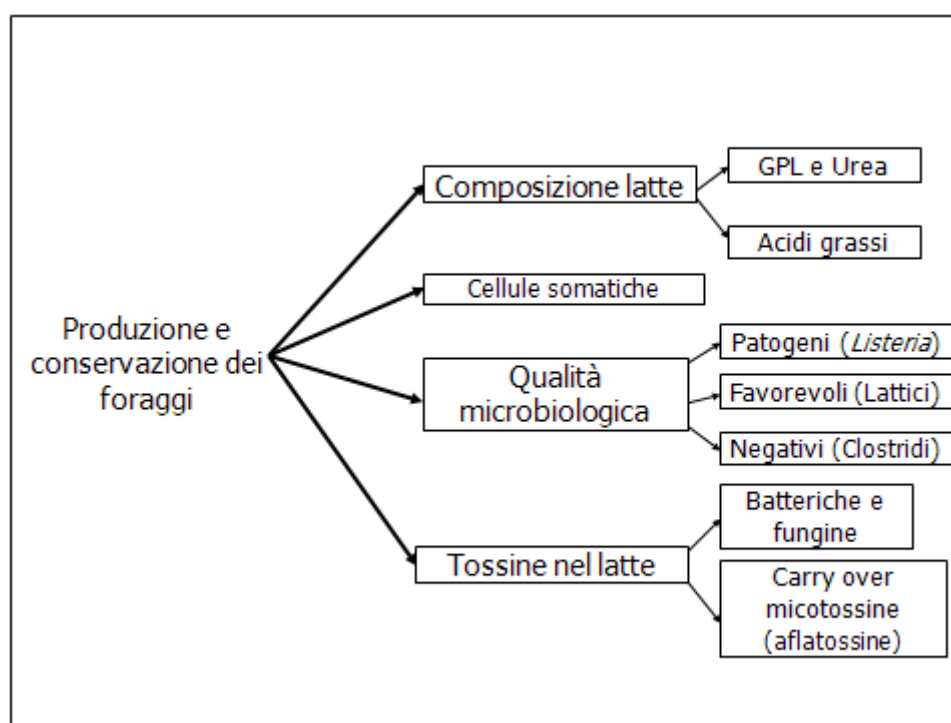 Produzione e
conservazione dei
foraggi
Composizione latte
GPL e Urea
Acidi grassi
Cellule somatiche
Qualità
microbiologica
Patogeni (Listeria)
Favorevoli (Lattici)
Negativi (Clostridi)
Tossine nel latte
Batteriche e
fungine
Carry over
micotossine
(aflatossine)